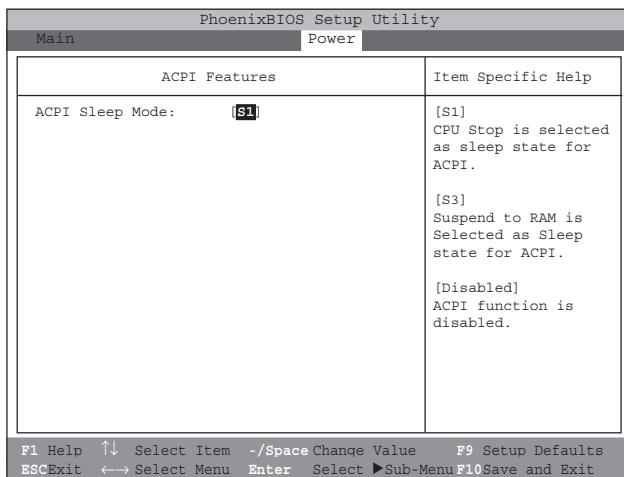 PhoenixBIOS Setup Utility
Main Power
ACPI Features
Item Specific Help
ACPI Sleep Mode: [S1]
[S1]
CPU Stop is selected
as sleep state for
ACPI.
[S3]
Suspend to RAM is
Selected as Sleep
state for ACPI.
[Disabled]
ACPI function is
disabled.
F1 Help ↑↓ Select Item -/Space Change Value F9 Setup Defaults
ESCExit ←→ Select Menu Enter Select ▶Sub-Menu F10Save and Exit